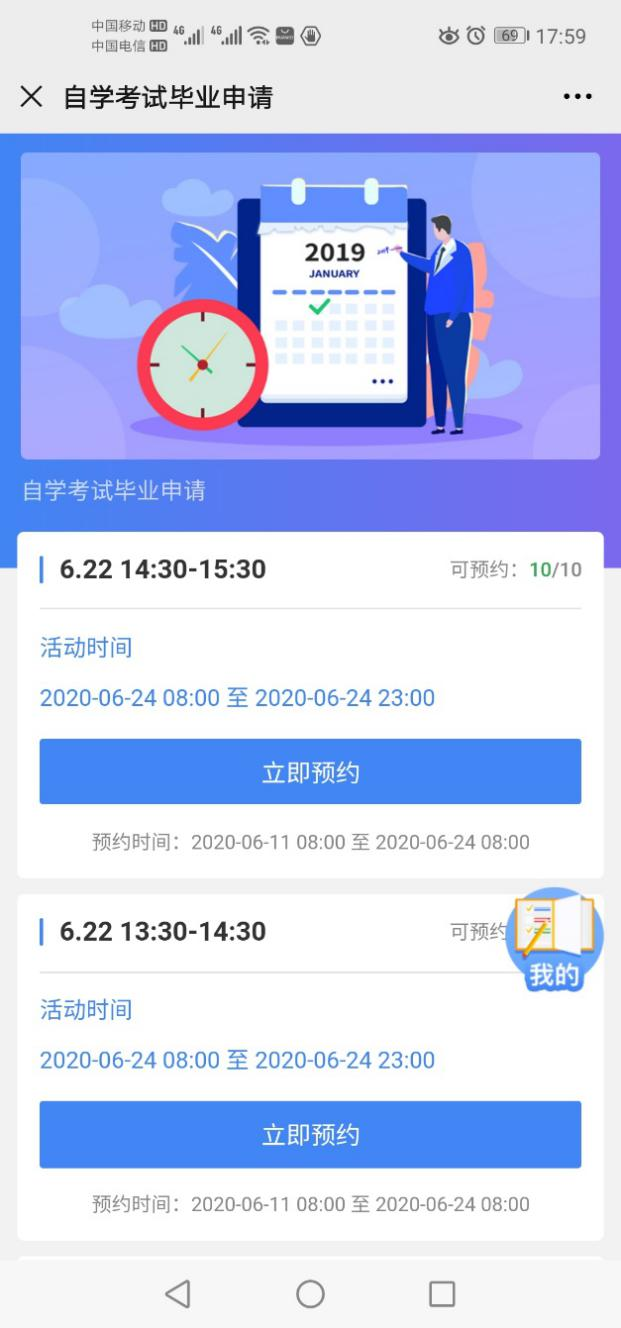 中国移动 HD 4G 4G 69 17:59
中国电信 HD
自学考试毕业申请
2019
JANUARY
自学考试毕业申请
6.22 14:30-15:30 可预约：10/10
活动时间
2020-06-24 08:00 至 2020-06-24 23:00
立即预约
预约时间：2020-06-11 08:00 至 2020-06-24 08:00
6.22 13:30-14:30 可预约
我的
活动时间
2020-06-24 08:00 至 2020-06-24 23:00
立即预约
预约时间：2020-06-11 08:00 至 2020-06-24 08:00